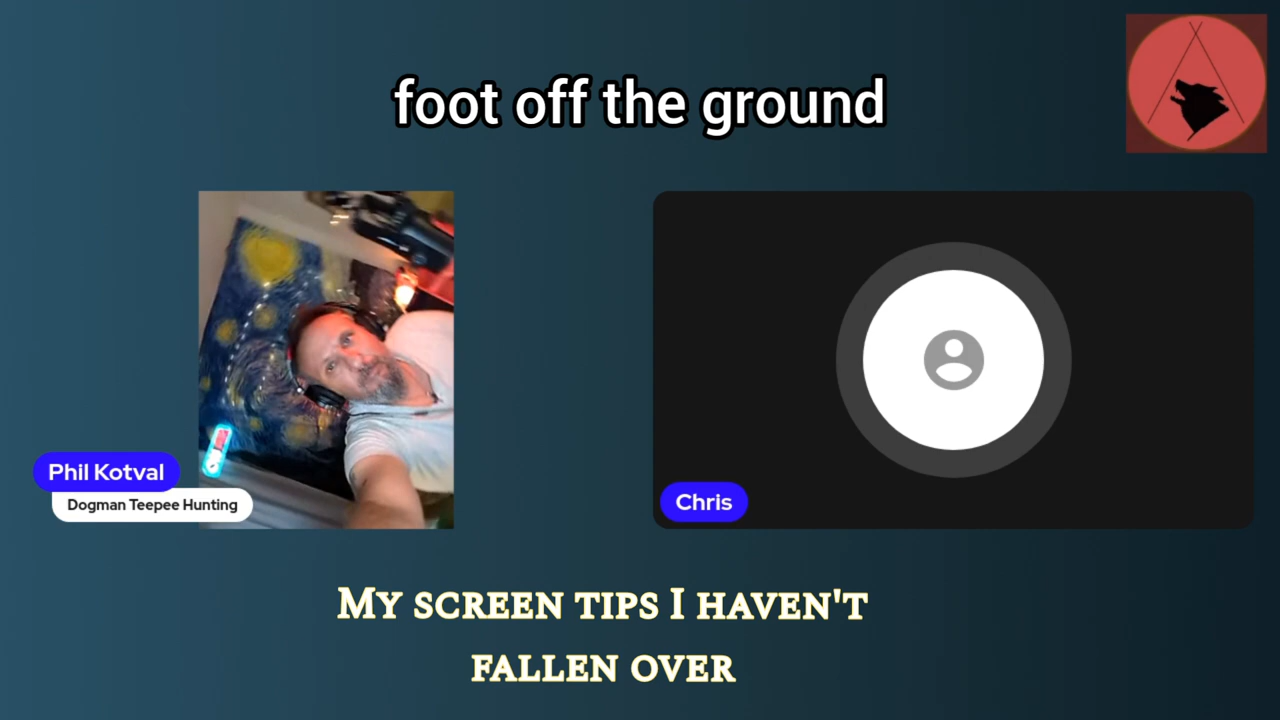 foot off the ground
Phil Kotval
Dogman Teepee Hunting
Chris
My screen tips I haven't
fallen over